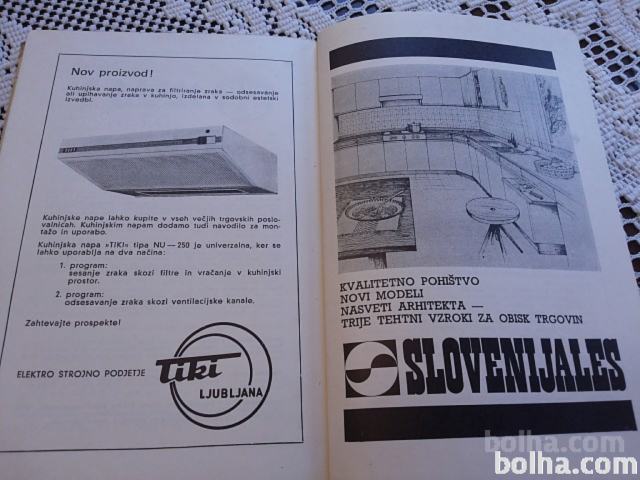 Nov proizvod!
Kuhinjska napa, naprava za filtriranje zraka — odsesavanje
ali vpihavanje zraka v kuhinjo, izdelana v sodobni estetski
izvedbi.
Kuhinjske nape lahko kupite v vseh večjih trgovskih poslo-
valnicah. Kuhinjskim napam dodamo tudi navodilo za mon-
tažo in uporabo.
Kuhinjska napa »TIKI« tipa NU — 250 je univerzalna, ker se
lahko uporablja na dva načina:
1. program:
sesanje zraka skozi filtre in vračanje v kuhinjski
prostor.
2. program:
odsesavanje zraka skozi ventilacijske kanale.
Zahtevajte prospekte!
ELEKTRO STROJNO PODJETJE
Tiki
LJUBLJANA
KVALITETNO POHIŠTVO
NOVI MODELI
NASVETI ARHITEKTA —
TRIJE TEHTNI VZROKI ZA OBISK TRGOVIN
SLOVENIJALES
bolha.com
bolha.com